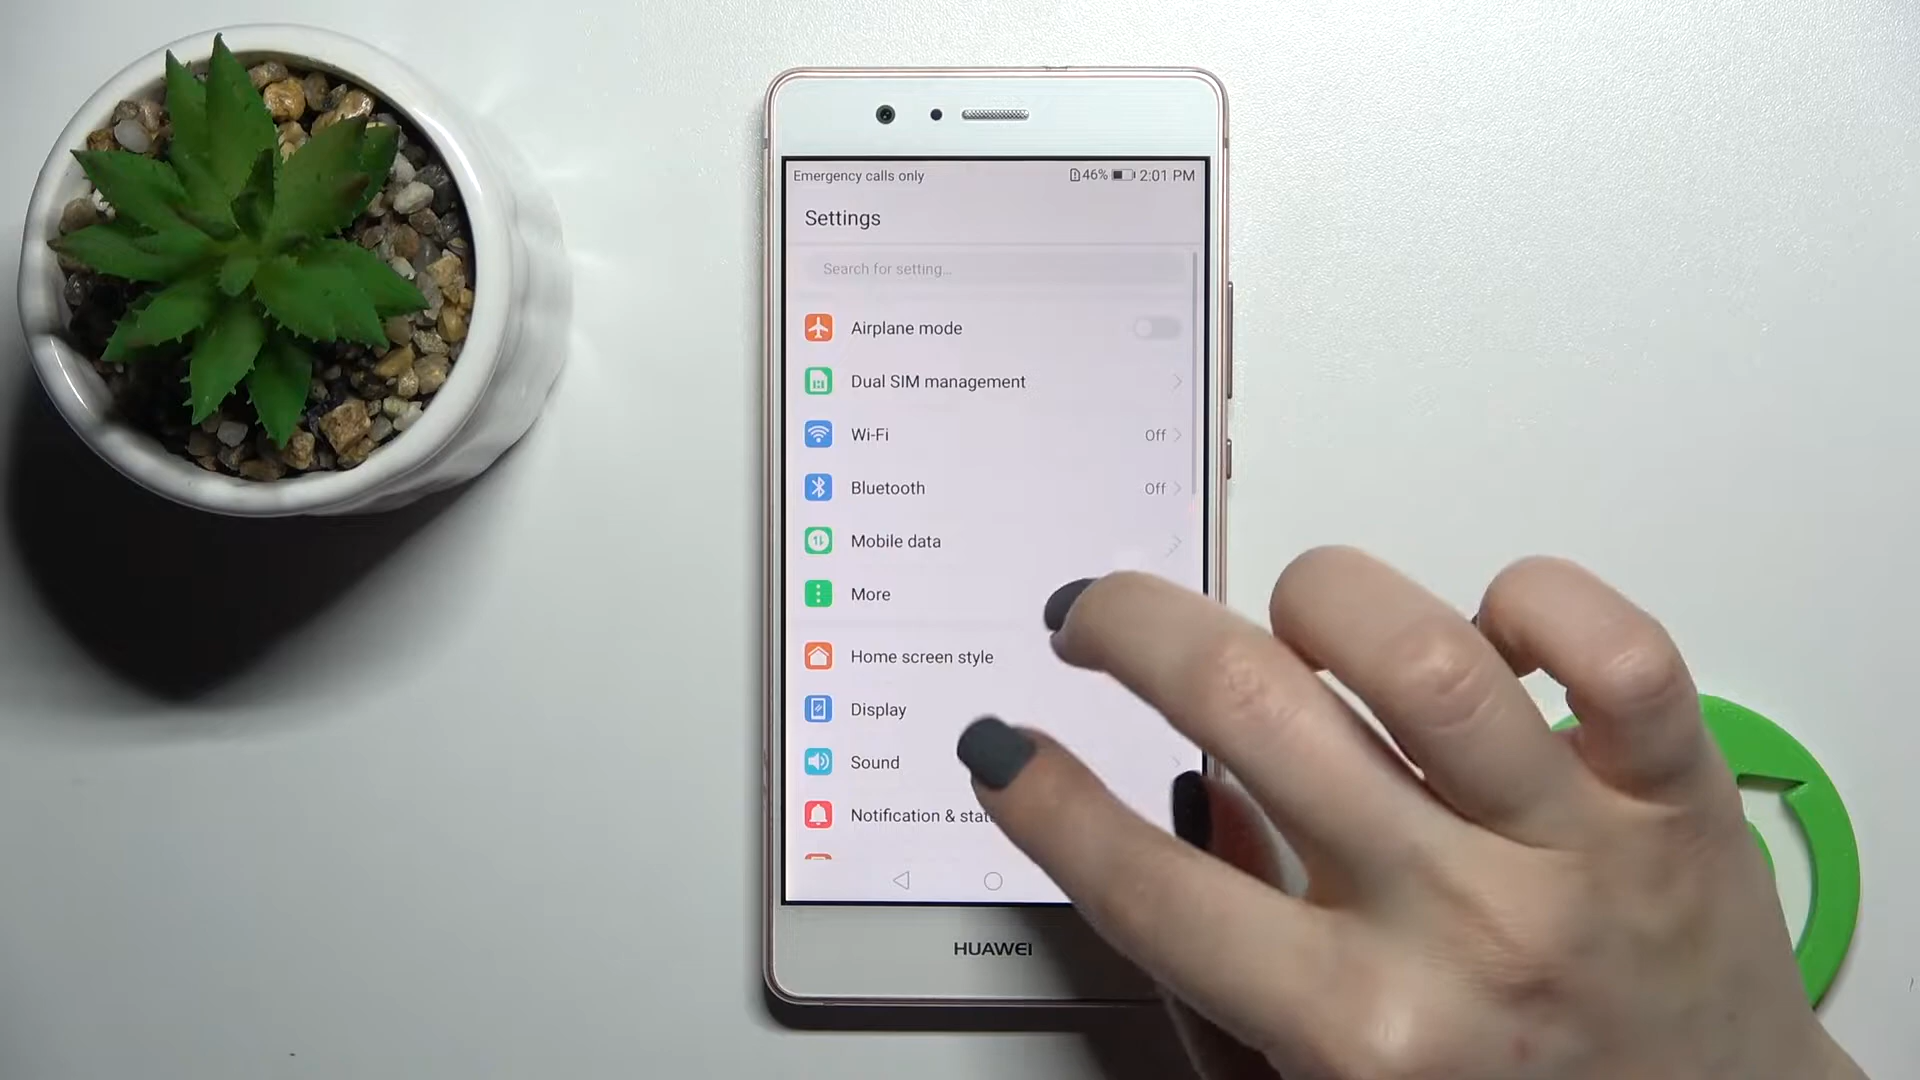 Emergency calls only 46% 2:01 PM
Settings
Search for setting...
Airplane mode
Dual SIM management
Wi-Fi Off
Bluetooth Off
Mobile data
More
Home screen style
Display
Sound
Notification &
HUAWEI